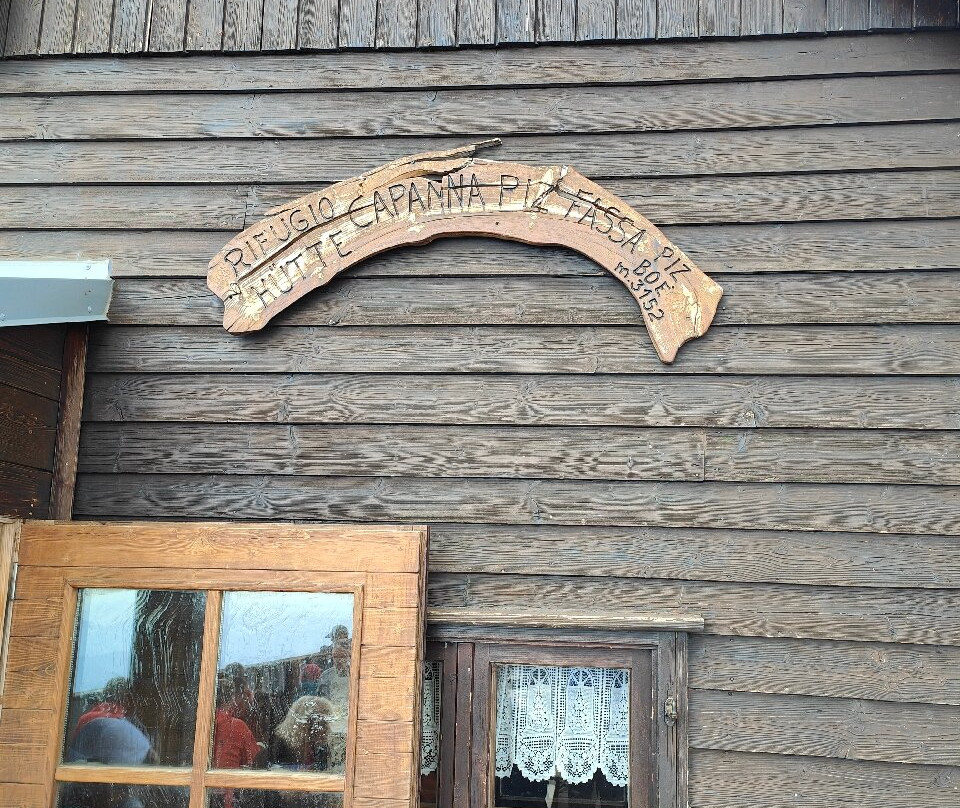 RIFUGIO CAPANNA PIZ FASSA PIZ
HÜTTE BOE
m.3152